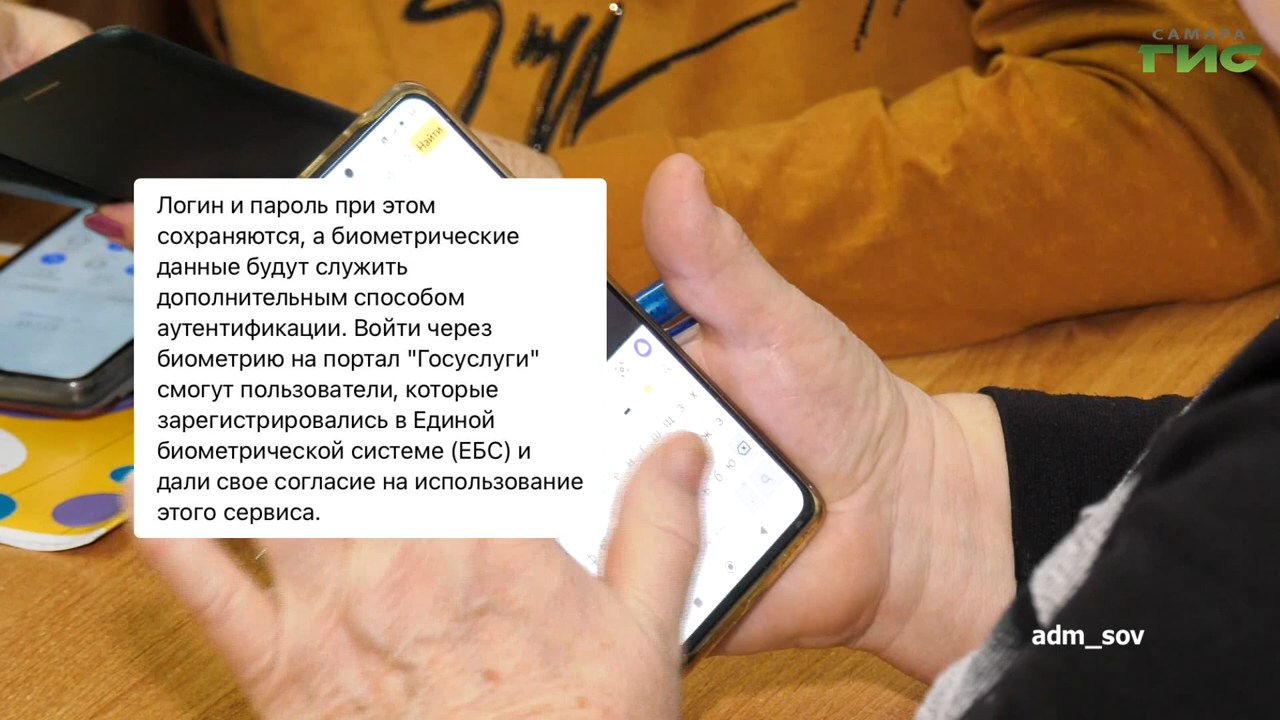 САМАРА
ГИС
Найти
Логин и пароль при этом
сохраняются, а биометрические
данные будут служить
дополнительным способом
аутентификации. Войти через
биометрию на портал "Госуслуги"
смогут пользователи, которые
зарегистрировались в Единой
биометрической системе (ЕБС) и
дали свое согласие на использование
этого сервиса.
adm_sov